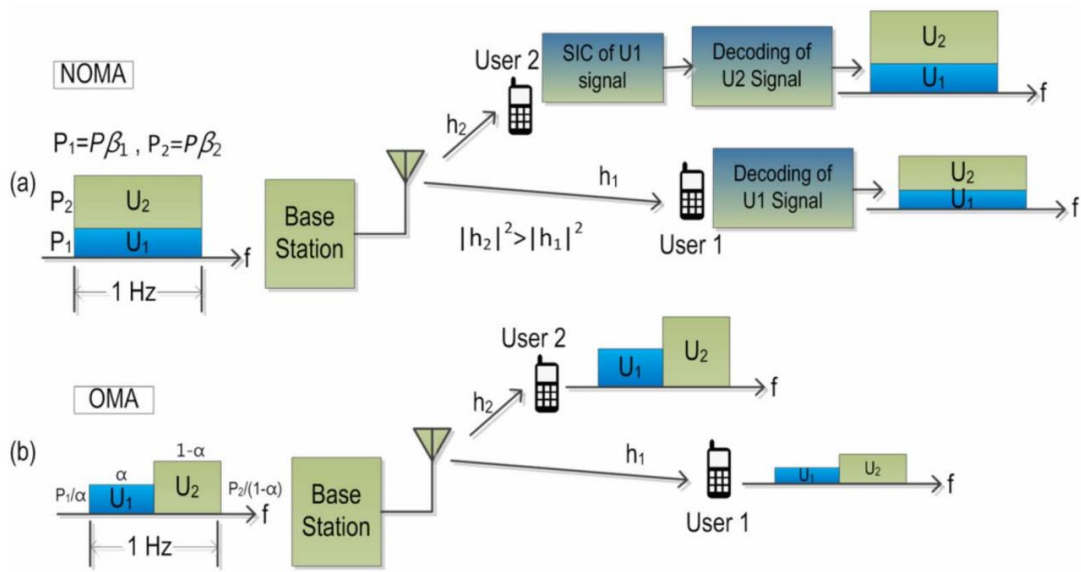 NOMA
P₁=Pβ₁ , P₂=Pβ₂
(a)
P₂
U₂
P₁
U₁
f
1 Hz
Base
Station
h₂
User 2
SIC of U1
signal
Decoding of
U2 Signal
U₂
U₁
f
h₁
|h₂|²>|h₁|²
User 1
Decoding of
U1 Signal
U₂
U₁
f
OMA
(b)
P₁/α
α
U₁
1-α
U₂
P₂/(1-α)
f
1 Hz
Base
Station
h₂
User 2
U₁
U₂
f
h₁
User 1
U₁
U₂
f